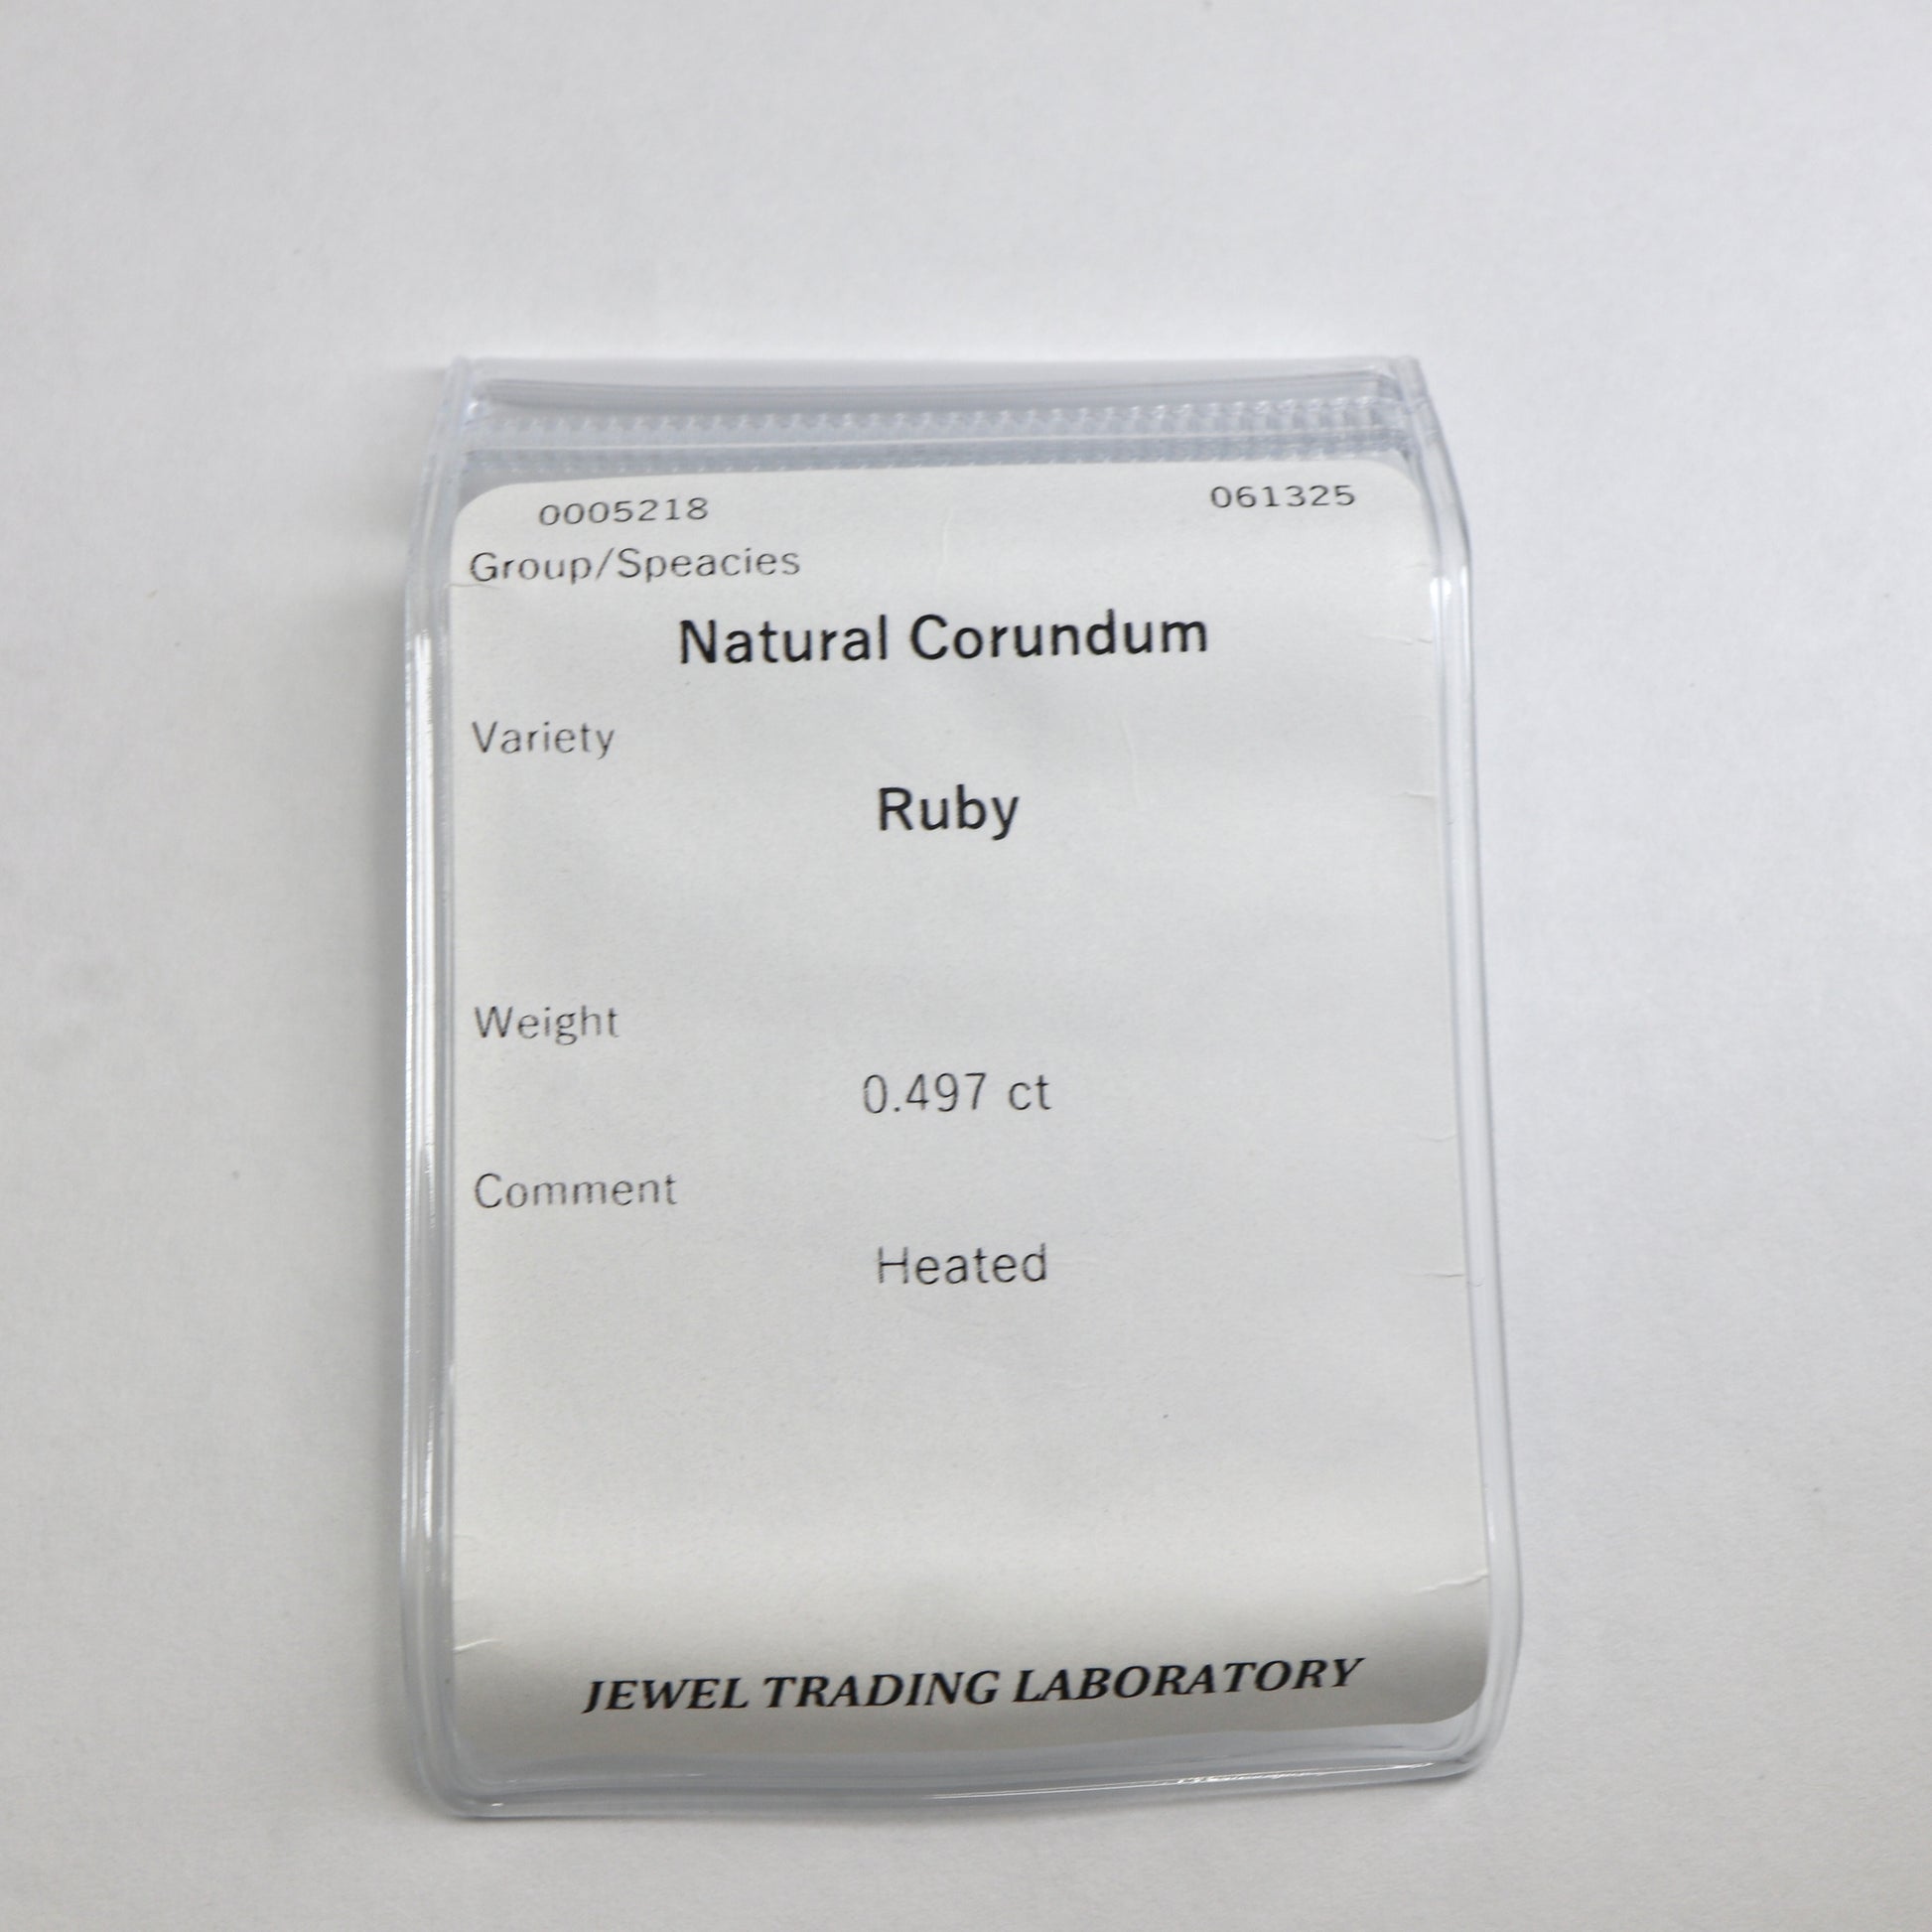 0005218 061325
Group/Speacies
Natural Corundum
Variety
Ruby
Weight
0.497 ct
Comment
Heated
JEWEL TRADING LABORATORY